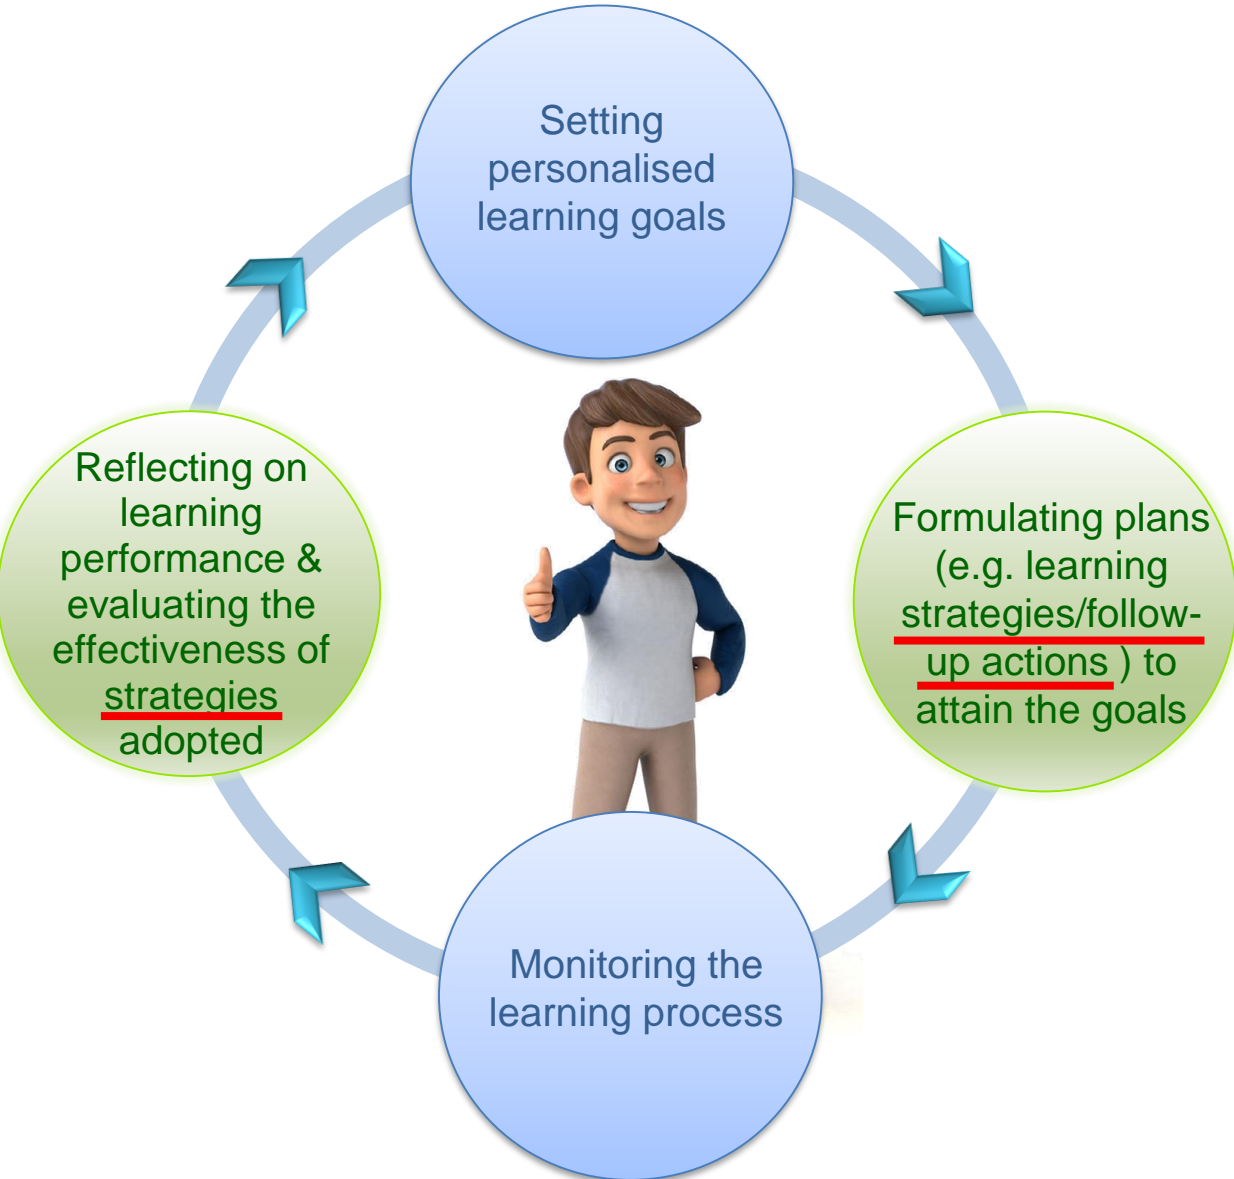 Setting
personalised
learning goals
Formulating plans
(e.g. learning
strategies/follow-
up actions ) to
attain the goals
Monitoring the
learning process
Reflecting on
learning
performance &
evaluating the
effectiveness of
strategies
adopted